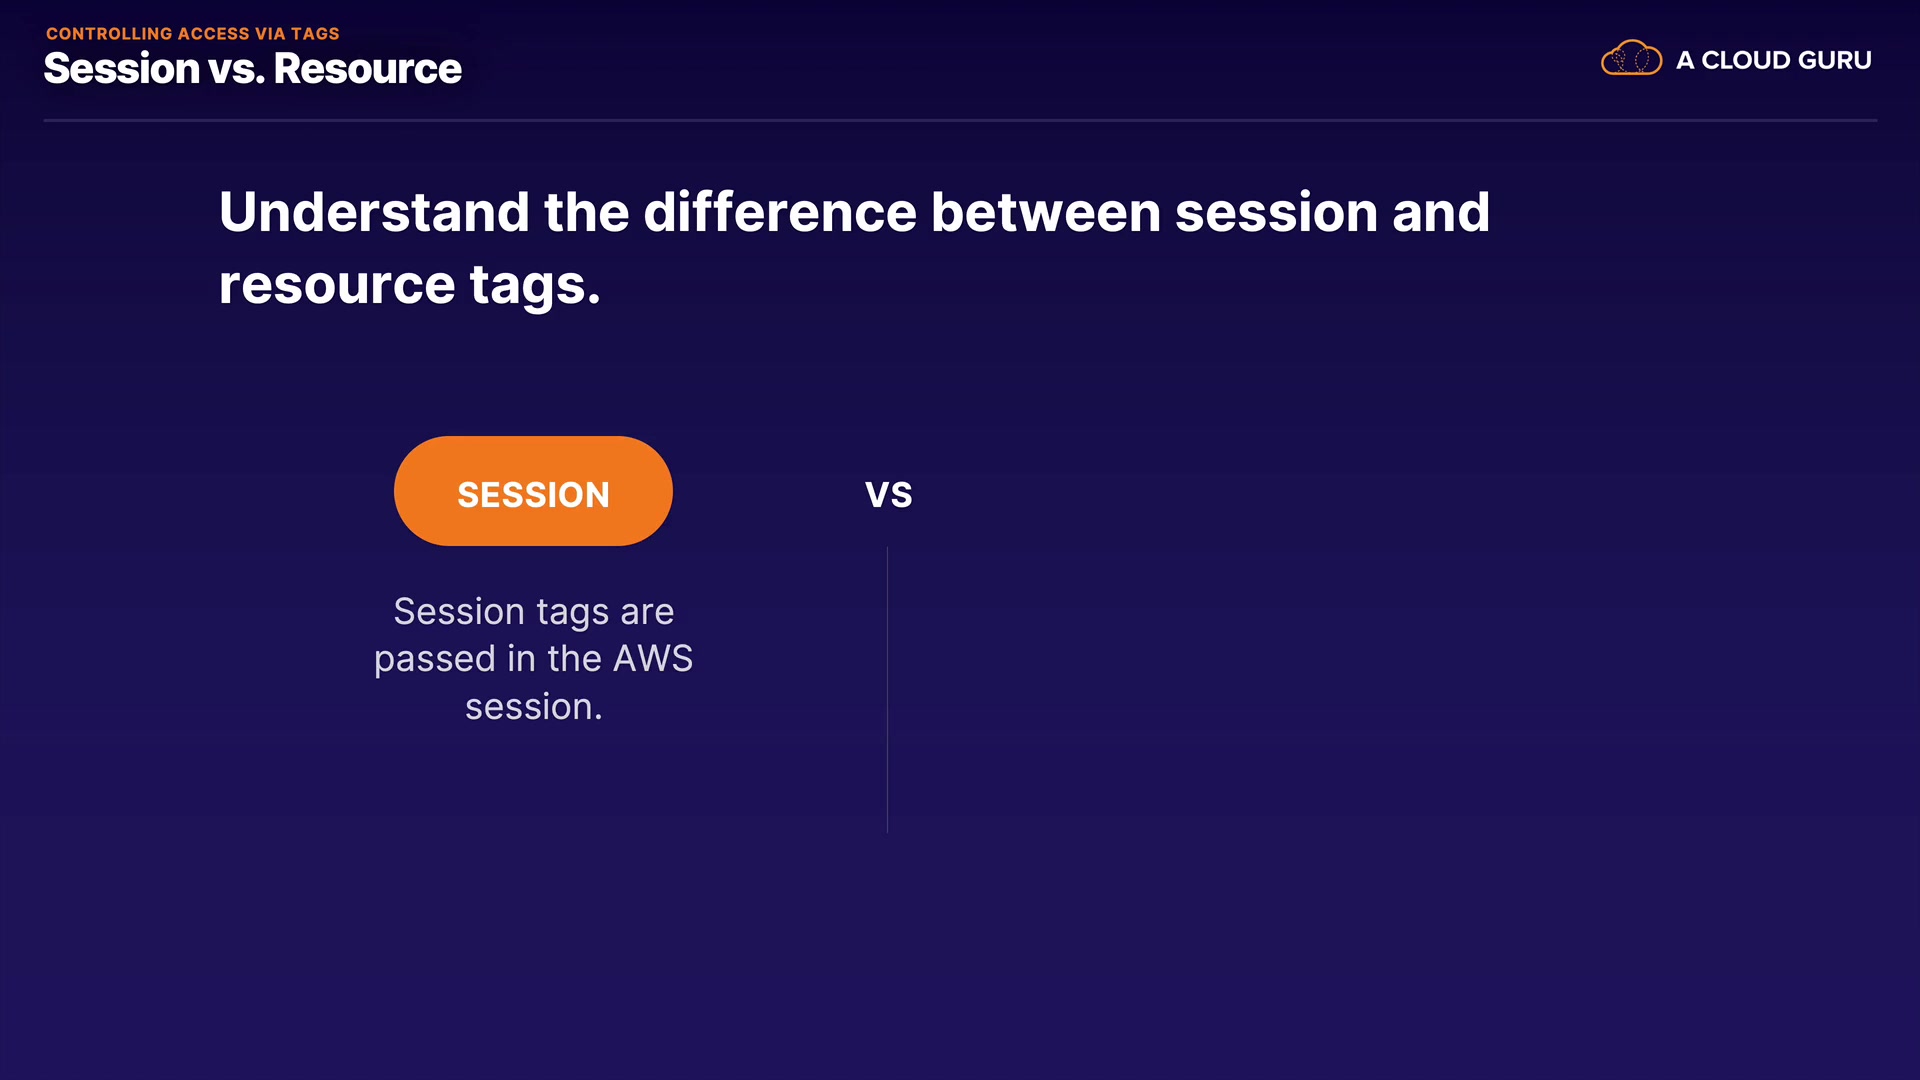 CONTROLLING ACCESS VIA TAGS
Session vs. Resource
A CLOUD GURU
Understand the difference between session and
resource tags.
SESSION
VS
Session tags are
passed in the AWS
session.